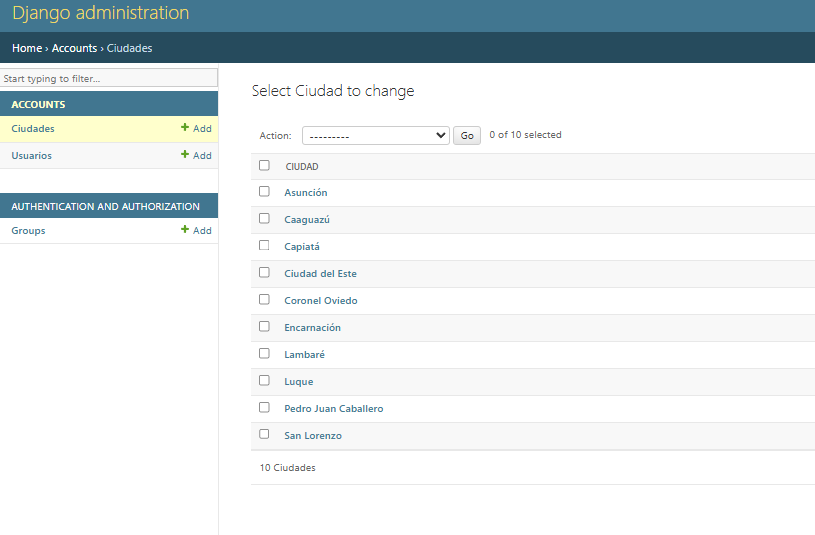 Django administration
Home › Accounts › Ciudades
Start typing to filter...
ACCOUNTS
Ciudades + Add
Usuarios + Add
AUTHENTICATION AND AUTHORIZATION
Groups + Add
Select Ciudad to change
Action: --------- Go 0 of 10 selected
CIUDAD
Asunción
Caaguazú
Capiatá
Ciudad del Este
Coronel Oviedo
Encarnación
Lambaré
Luque
Pedro Juan Caballero
San Lorenzo
10 Ciudades